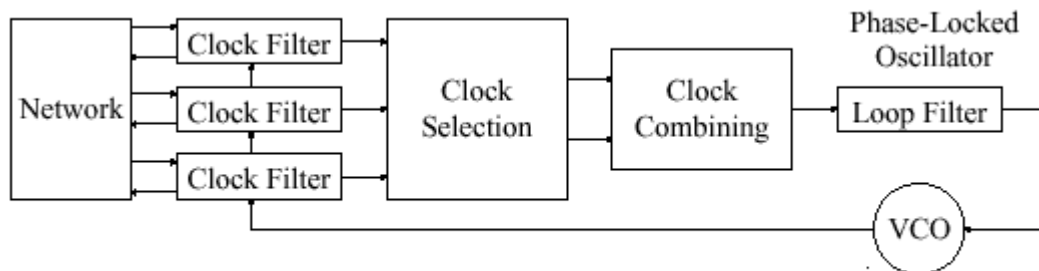 Phase-Locked
Oscillator
Network
Clock Filter
Clock Filter
Clock Filter
Clock
Selection
Clock
Combining
Loop Filter
VCO